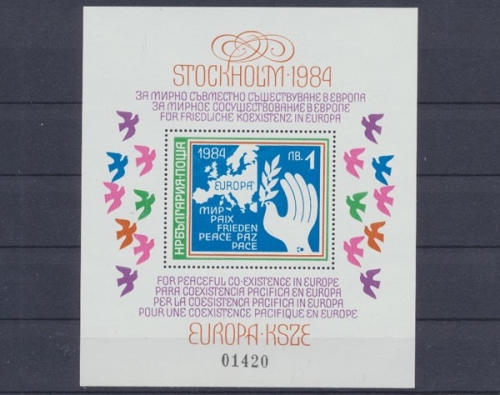 STOCKHOLM·1984
ЗА МИРНО СЪВМЕСТНО СЪЩЕСТВУВАНЕ В ЕВРОПА
ЗА МИРНОЕ СОСУЩЕСТВОВАНИЕ В ЕВРОПЕ
FÜR FRIEDLICHE KOEXISTENZ IN EUROPA
НР БЪЛГАРИЯ·ПОЩА
1984 ЛВ.1
EUROPA
МИР
PAIX
FRIEDEN
PEACE PAZ
PACE
FOR PEACEFUL CO-EXISTENCE IN EUROPE
PARA COEXISTENCIA PACIFICA EN EUROPA
PER LA COESISTENCA PACIFICA IN EUROPA
POUR UNE COEXISTENCE PACIFIQUE EN EUROPE
EUROPA·KSZE
01420